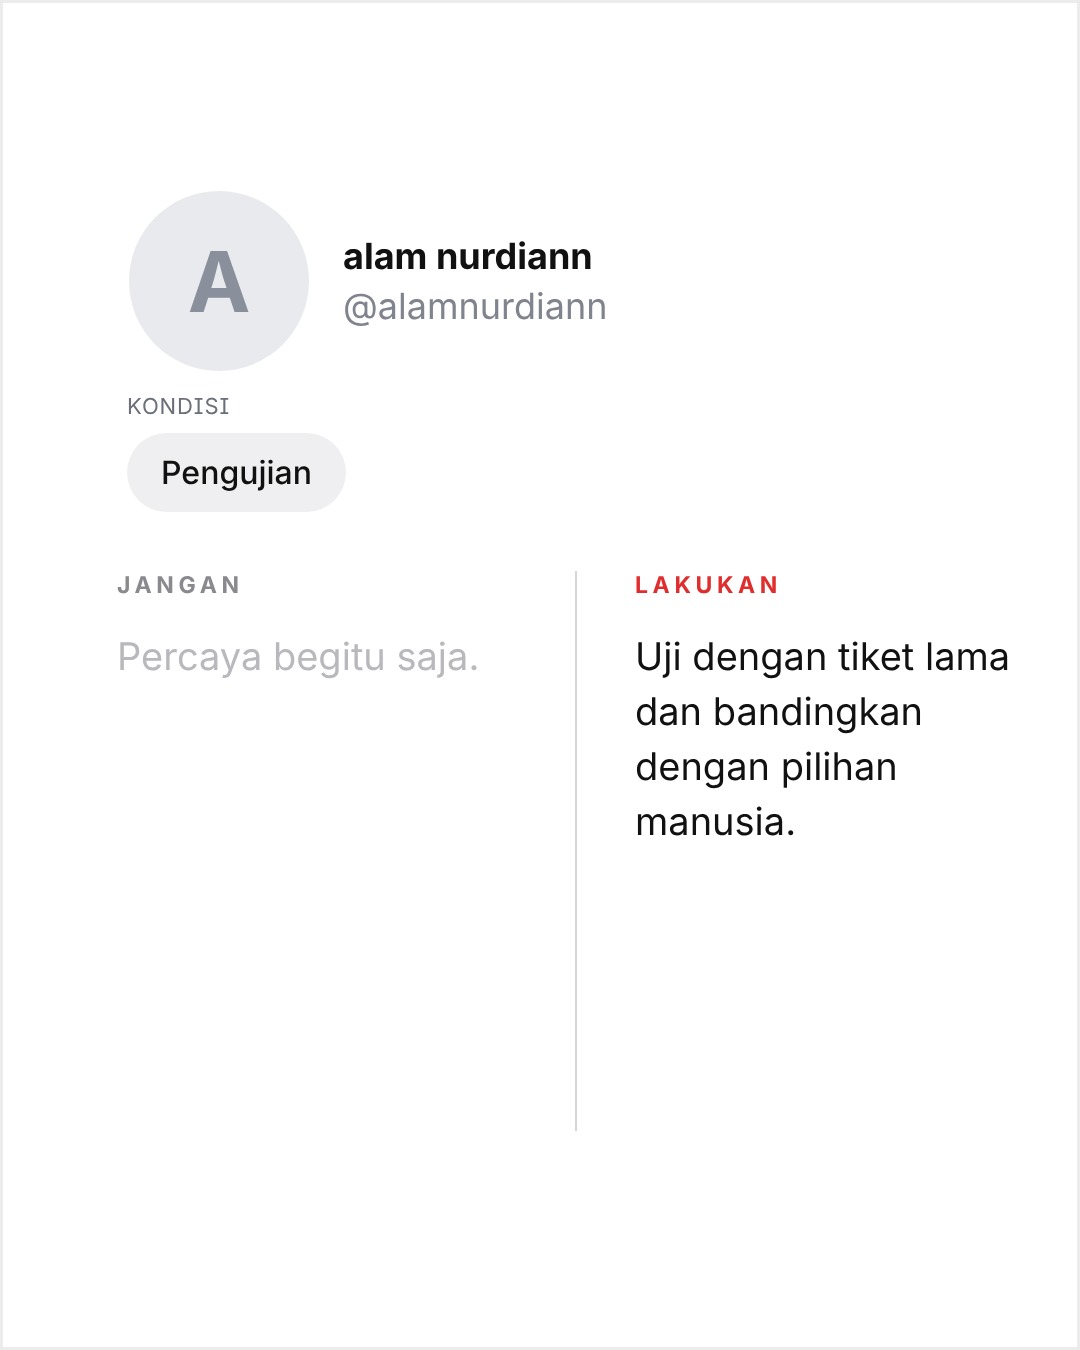 A
alam nurdiann
@alamnurdiann
KONDISI
Pengujian
JANGAN
Percaya begitu saja.
LAKUKAN
Uji dengan tiket lama
dan bandingkan
dengan pilihan
manusia.